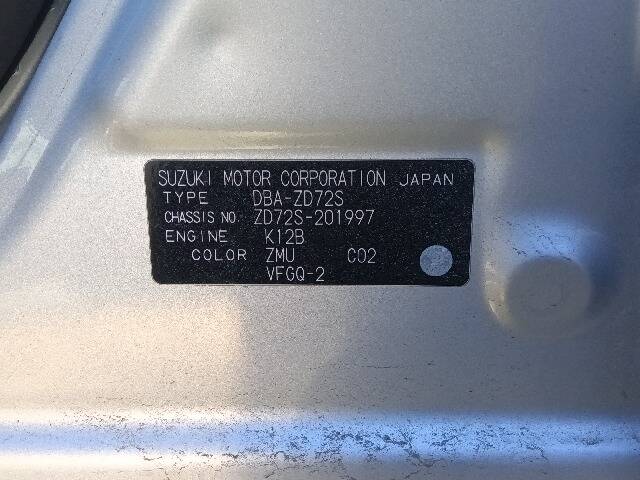 SUZUKI MOTOR CORPORATION JAPAN
TYPE DBA-ZD72S
CHASSIS NO. ZD72S-201997
ENGINE K12B
COLOR ZMU C02
VFGQ-2